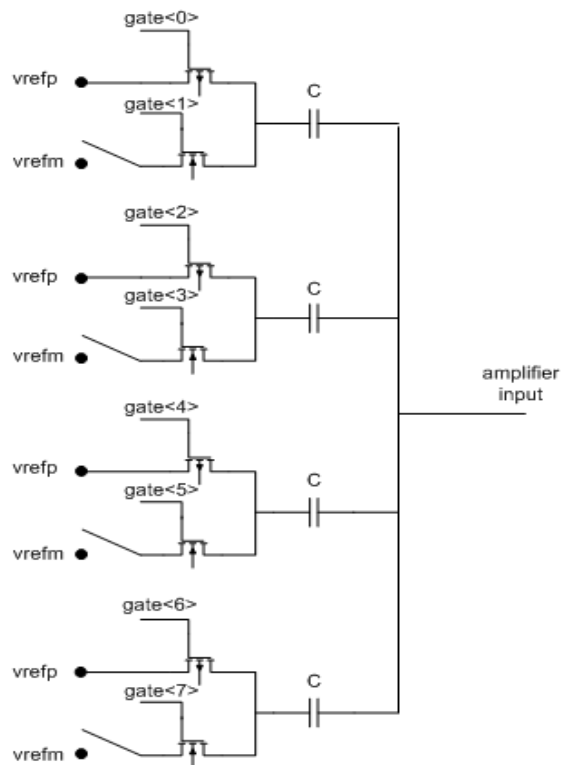 gate<0>
vrefp
C
gate<1>
vrefm
gate<2>
vrefp
C
gate<3>
vrefm
amplifier
input
gate<4>
vrefp
C
gate<5>
vrefm
gate<6>
vrefp
C
gate<7>
vrefm